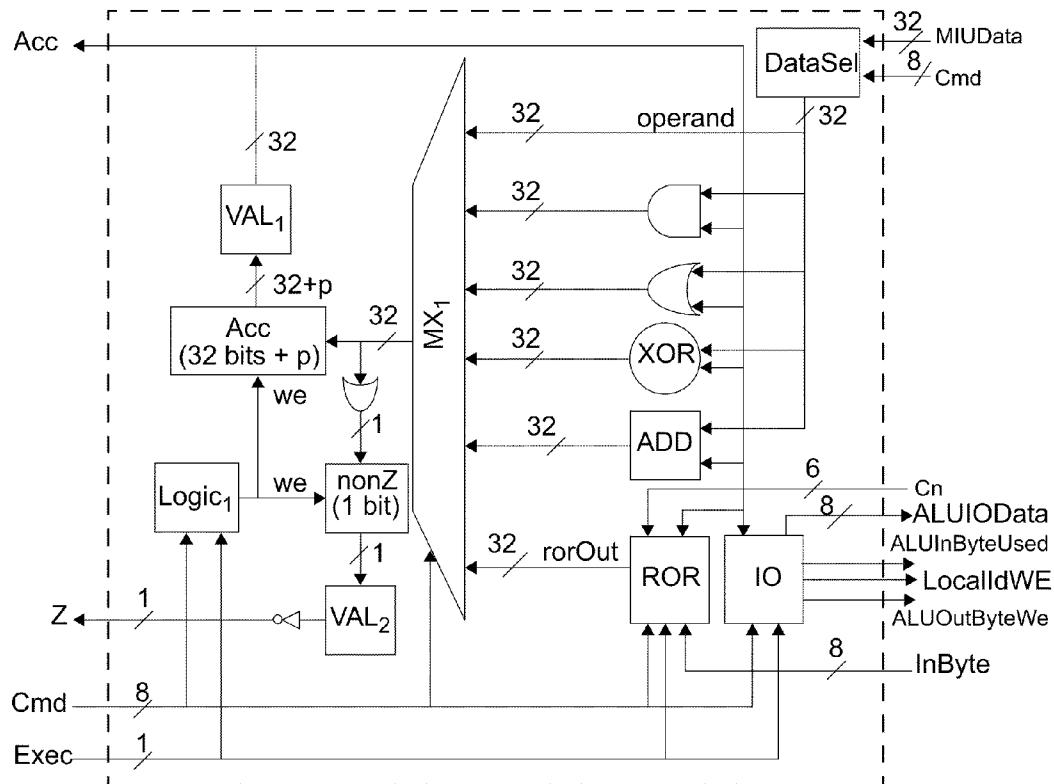 Acc
32
MIUData
DataSel
8
Cmd
32
32
operand
32
32
VAL1
32
32+p
32
Acc
(32 bits + p)
32
MX1
32
XOR
we
1
32
ADD
Logic1
we
nonZ
(1 bit)
6
Cn
8
ALUIOData
1
32
rorOut
ROR
IO
ALUInByteUsed
LocalIdWE
ALUOutByteWe
Z
1
VAL2
8
InByte
Cmd
8
Exec
1